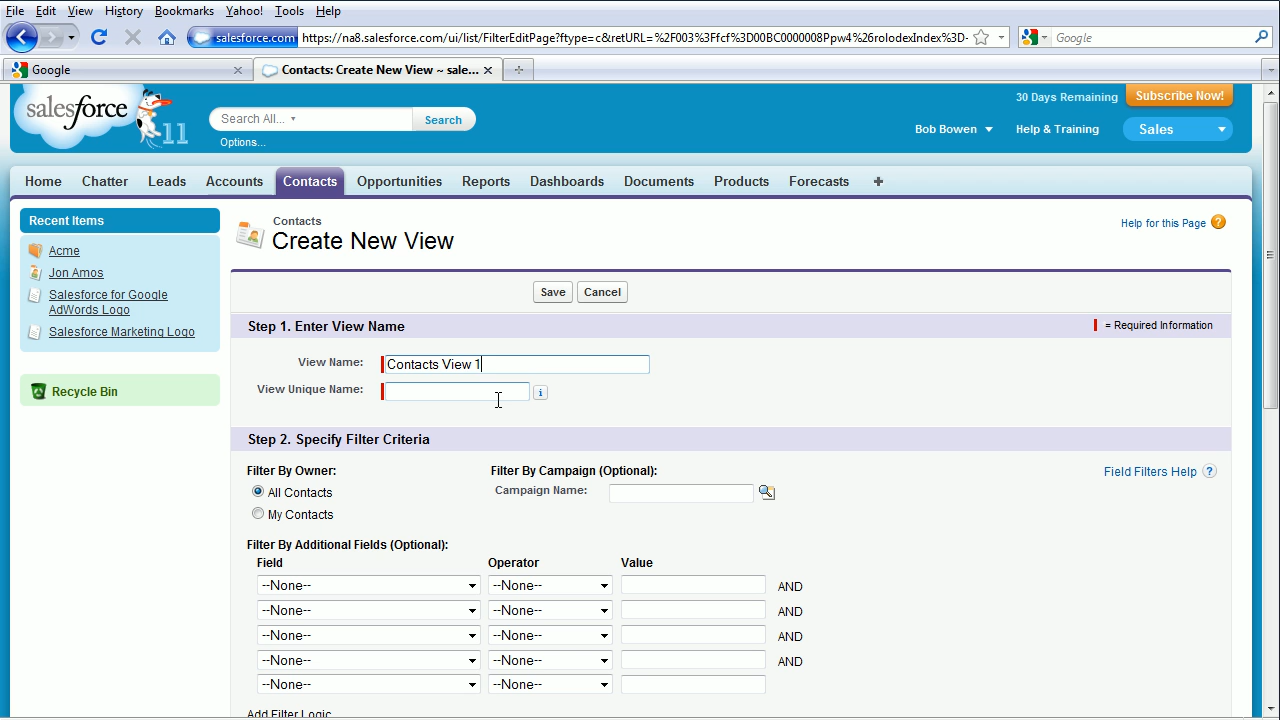 File Edit View History Bookmarks Yahoo! Tools Help
salesforce.com https://na8.salesforce.com/ui/list/FilterEditPage?ftype=c&retURL=%2F003%3Ffcf%3D00BC0000008Ppw4%26rolodexIndex%3D- Google
Google Contacts: Create New View ~ sale...
salesforce 11
30 Days Remaining Subscribe Now!
Search All... Search
Options...
Bob Bowen Help & Training Sales
Home Chatter Leads Accounts Contacts Opportunities Reports Dashboards Documents Products Forecasts +
Recent Items
Acme
Jon Amos
Salesforce for Google
AdWords Logo
Salesforce Marketing Logo
Recycle Bin
Contacts
Create New View
Help for this Page ?
Save Cancel
Step 1. Enter View Name
= Required Information
View Name: Contacts View 1
View Unique Name: i
Step 2. Specify Filter Criteria
Filter By Owner:
All Contacts
My Contacts
Filter By Campaign (Optional):
Campaign Name:
Field Filters Help ?
Filter By Additional Fields (Optional):
Field Operator Value
--None-- --None-- AND
--None-- --None-- AND
--None-- --None-- AND
--None-- --None-- AND
--None-- --None--
Add Filter Logic